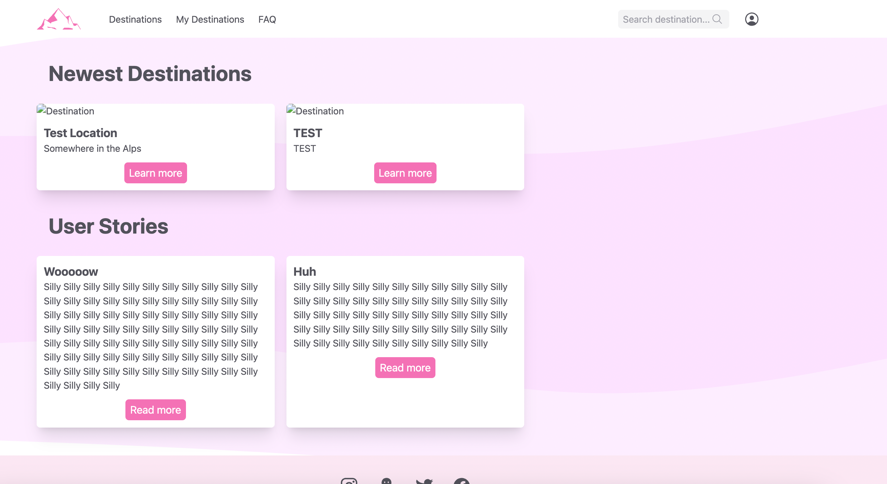 Destinations My Destinations FAQ Search destination...
Newest Destinations
Destination Destination
Test Location
Somewhere in the Alps
Learn more
TEST
TEST
Learn more
User Stories
Wooooow
Silly Silly Silly Silly Silly Silly Silly Silly Silly Silly Silly
Silly Silly Silly Silly Silly Silly Silly Silly Silly Silly Silly
Silly Silly Silly Silly Silly Silly Silly Silly Silly Silly Silly
Silly Silly Silly Silly Silly Silly Silly Silly Silly Silly Silly
Silly Silly Silly Silly Silly Silly Silly Silly Silly Silly Silly
Silly Silly Silly Silly Silly Silly Silly Silly Silly Silly Silly
Silly Silly Silly Silly Silly Silly Silly Silly Silly Silly Silly
Silly Silly Silly Silly
Read more
Huh
Silly Silly Silly Silly Silly Silly Silly Silly Silly Silly Silly
Silly Silly Silly Silly Silly Silly Silly Silly Silly Silly Silly
Silly Silly Silly Silly Silly Silly Silly Silly Silly Silly Silly
Silly Silly Silly Silly Silly Silly Silly Silly Silly Silly Silly
Silly Silly Silly Silly Silly Silly Silly Silly Silly Silly
Read more